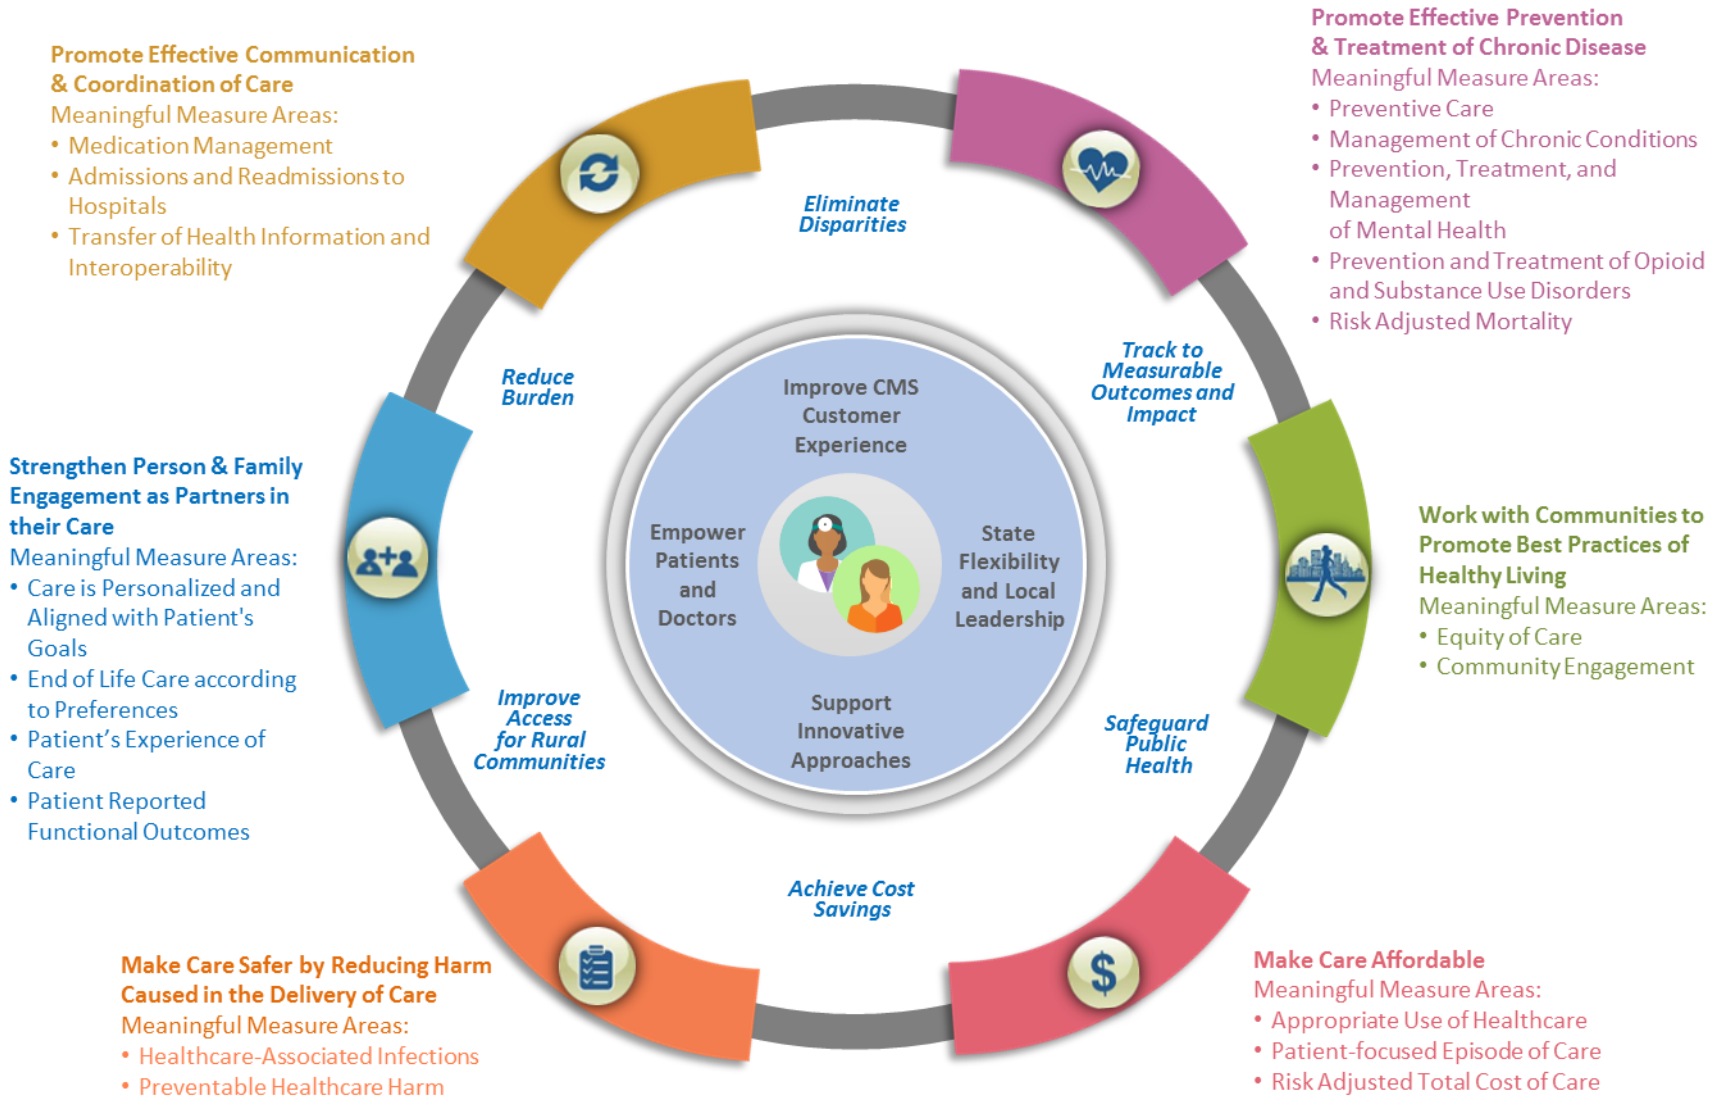 Promote Effective Communication
& Coordination of Care
Meaningful Measure Areas:
• Medication Management
• Admissions and Readmissions to
Hospitals
• Transfer of Health Information and
Interoperability
Promote Effective Prevention
& Treatment of Chronic Disease
Meaningful Measure Areas:
• Preventive Care
• Management of Chronic Conditions
• Prevention, Treatment, and
Management
of Mental Health
• Prevention and Treatment of Opioid
and Substance Use Disorders
• Risk Adjusted Mortality
Eliminate
Disparities
Reduce
Burden
Track to
Measurable
Outcomes and
Impact
Improve CMS
Customer
Experience
Empower
Patients
and
Doctors
State
Flexibility
and Local
Leadership
Support
Innovative
Approaches
Strengthen Person & Family
Engagement as Partners in
their Care
Meaningful Measure Areas:
• Care is Personalized and
Aligned with Patient's
Goals
• End of Life Care according
to Preferences
• Patient’s Experience of
Care
• Patient Reported
Functional Outcomes
Work with Communities to
Promote Best Practices of
Healthy Living
Meaningful Measure Areas:
• Equity of Care
• Community Engagement
Improve
Access
for Rural
Communities
Safeguard
Public
Health
Achieve Cost
Savings
Make Care Safer by Reducing Harm
Caused in the Delivery of Care
Meaningful Measure Areas:
• Healthcare-Associated Infections
• Preventable Healthcare Harm
$
Make Care Affordable
Meaningful Measure Areas:
• Appropriate Use of Healthcare
• Patient-focused Episode of Care
• Risk Adjusted Total Cost of Care